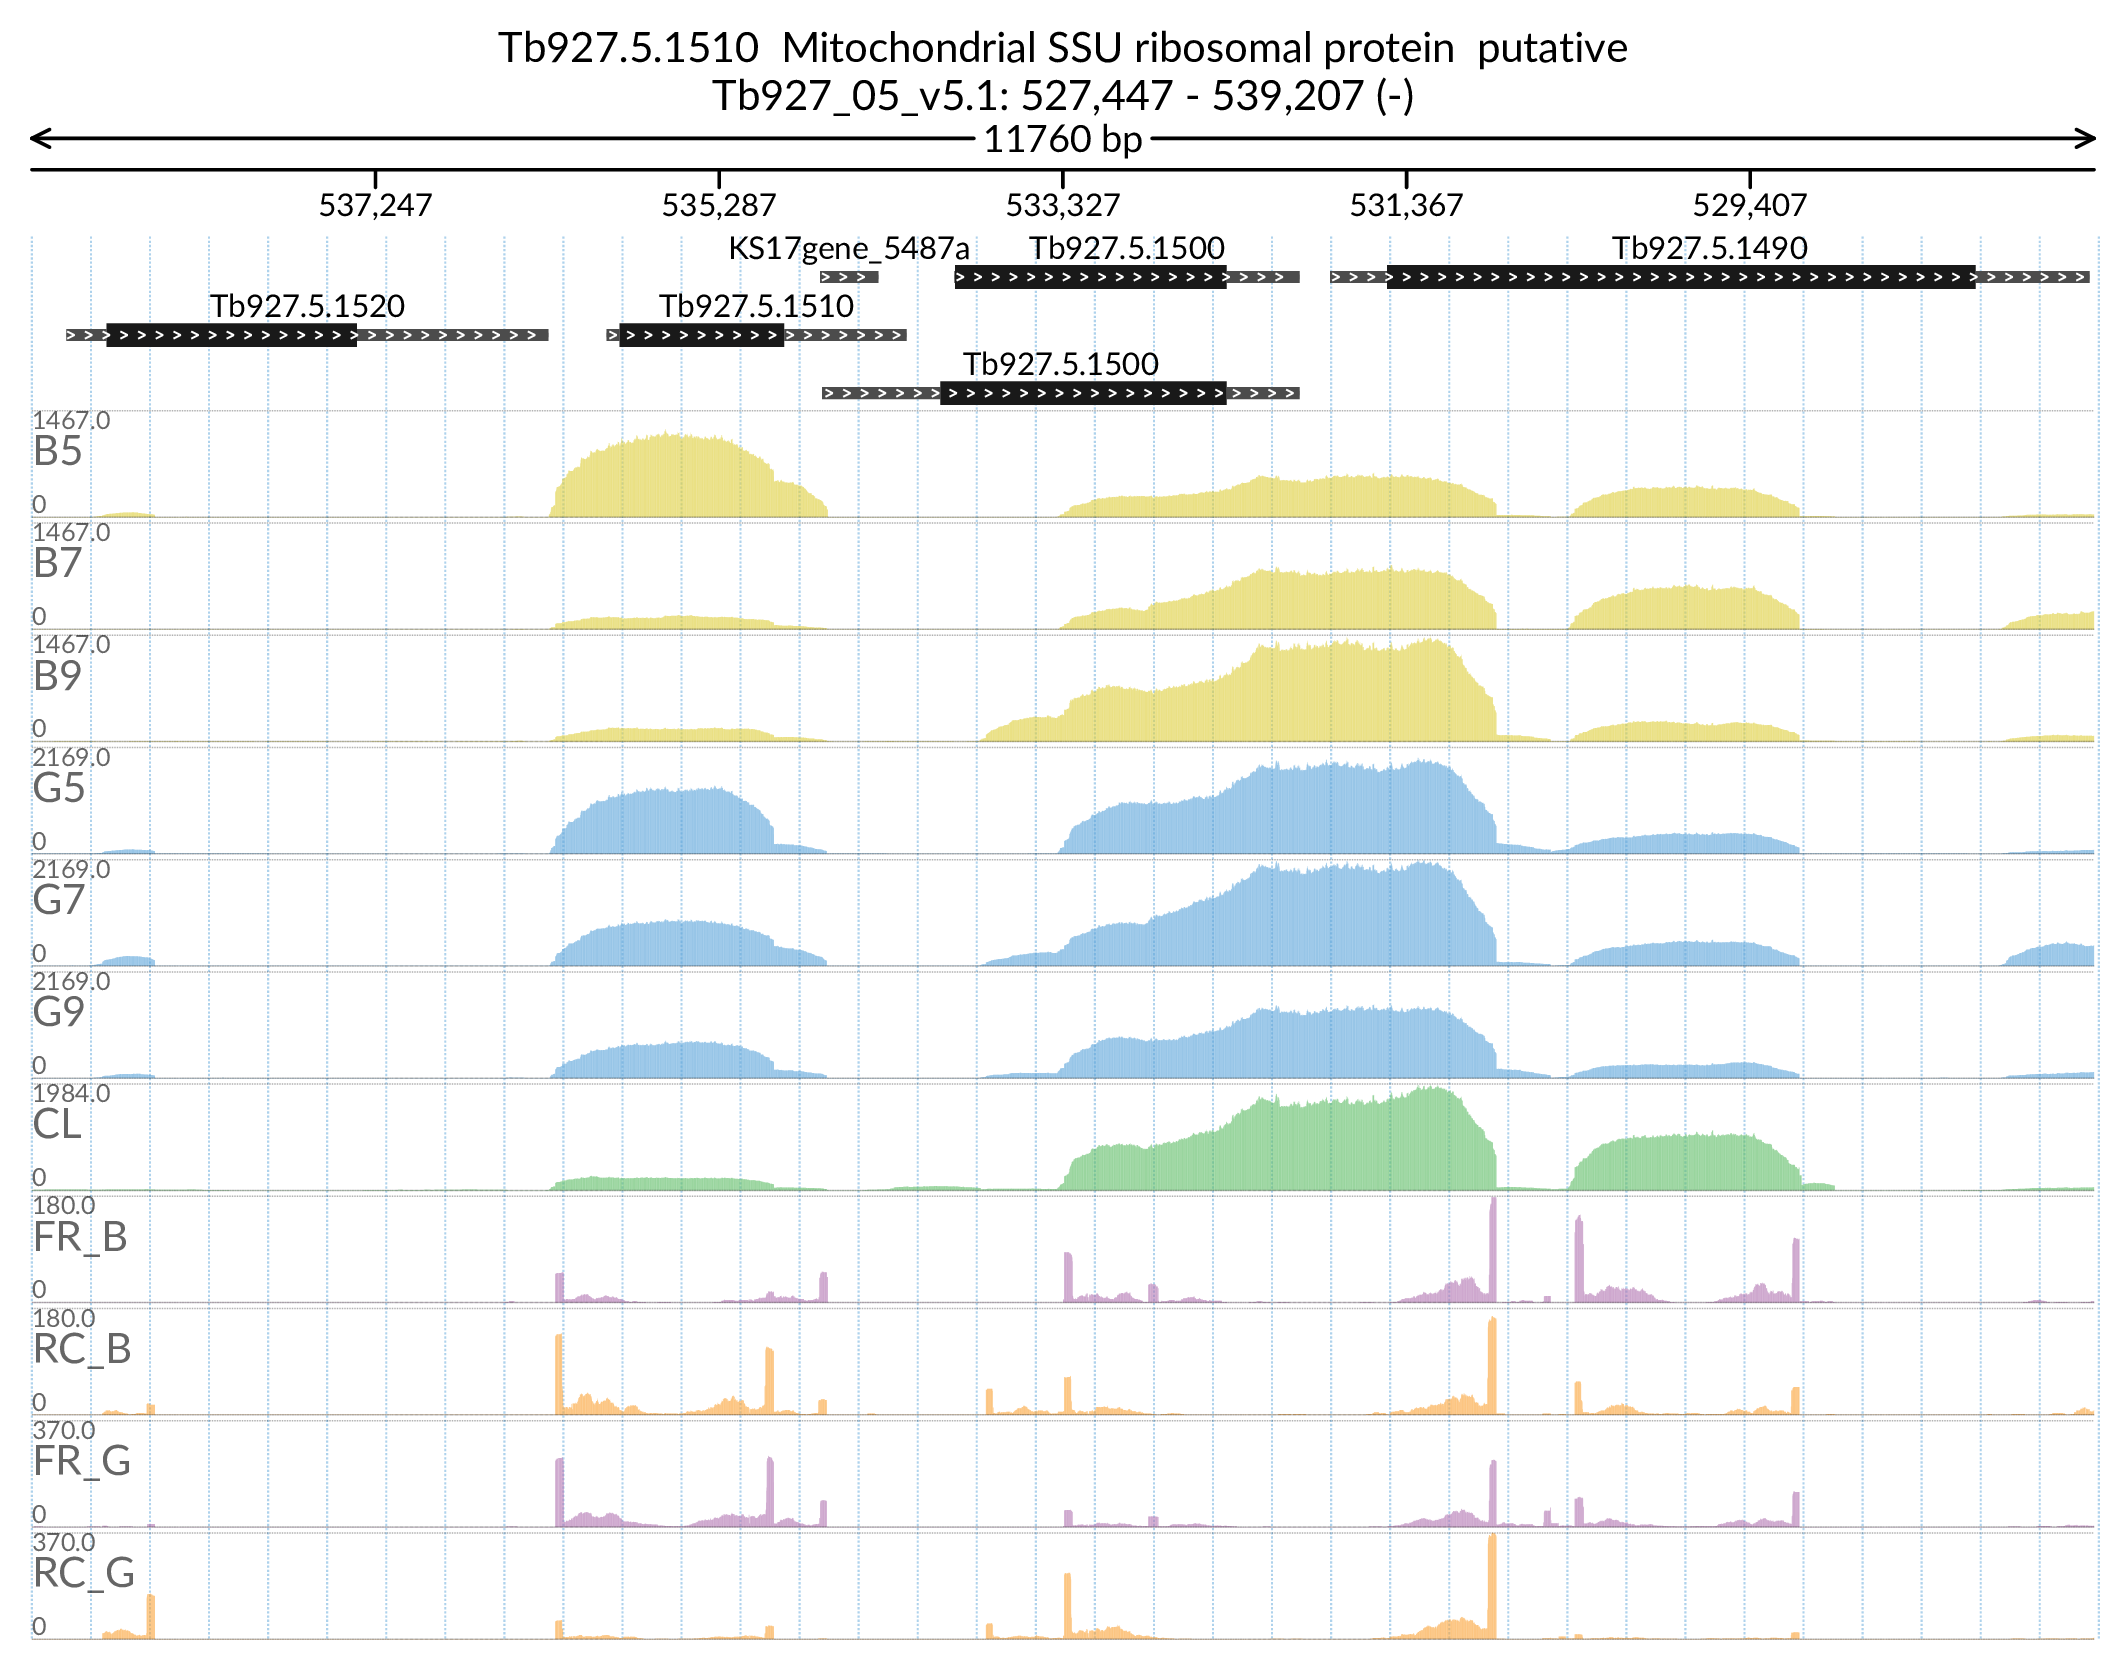 Tb927.5.1510  Mitochondrial SSU ribosomal protein  putative
Tb927_05_v5.1: 527,447 - 539,207 (-)
11760 bp
537,247 535,287 533,327 531,367 529,407
KS17gene_5487a Tb927.5.1500 Tb927.5.1490
Tb927.5.1520 Tb927.5.1510
Tb927.5.1500
1467.0
B5
0
1467.0
B7
0
1467.0
B9
0
2169.0
G5
0
2169.0
G7
0
2169.0
G9
0
1984.0
CL
0
180.0
FR_B
0
180.0
RC_B
0
370.0
FR_G
0
370.0
RC_G
0